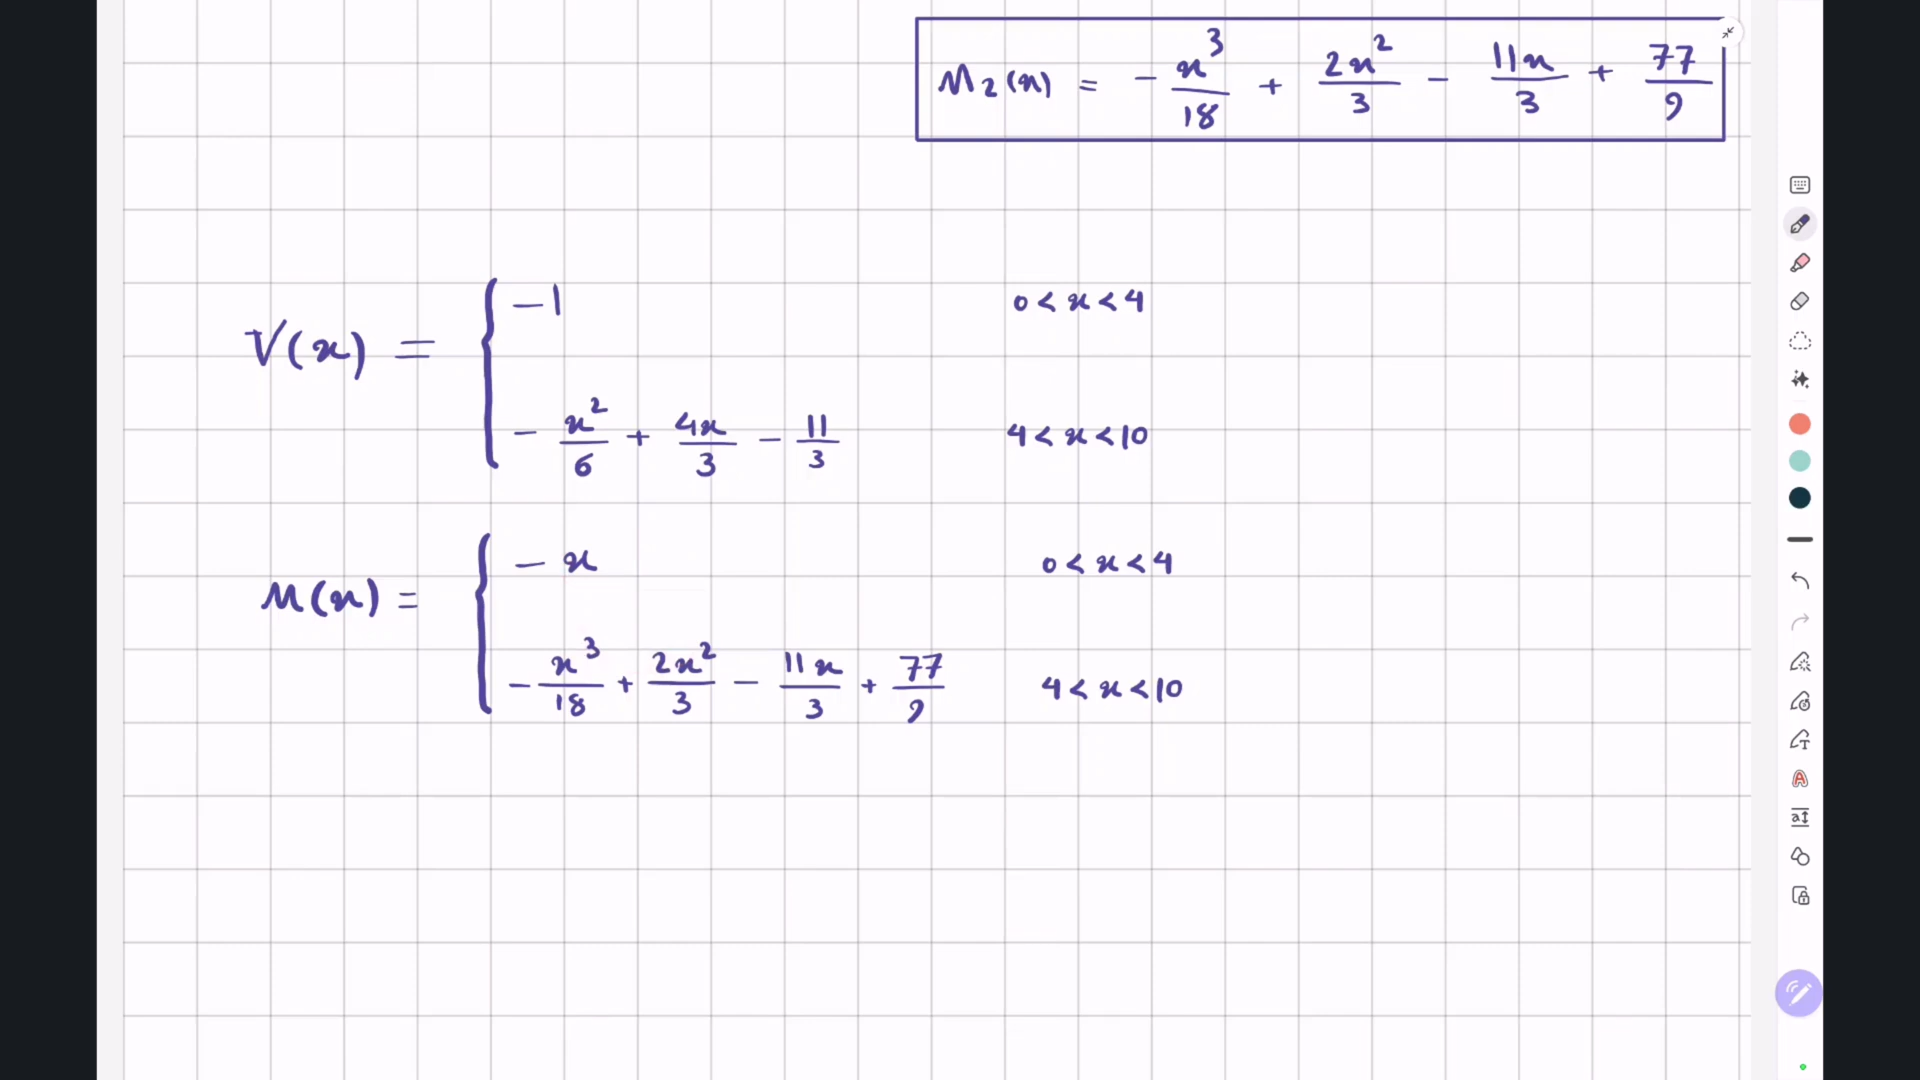 M₂(x) = - x³/18 + 2x²/3 - 11x/3 + 77/9
V(x) = { -1 0 < x < 4
- x²/6 + 4x/3 - 11/3 4 < x < 10
M(x) = { - x 0 < x < 4
- x³/18 + 2x²/3 - 11x/3 + 77/9 4 < x < 10